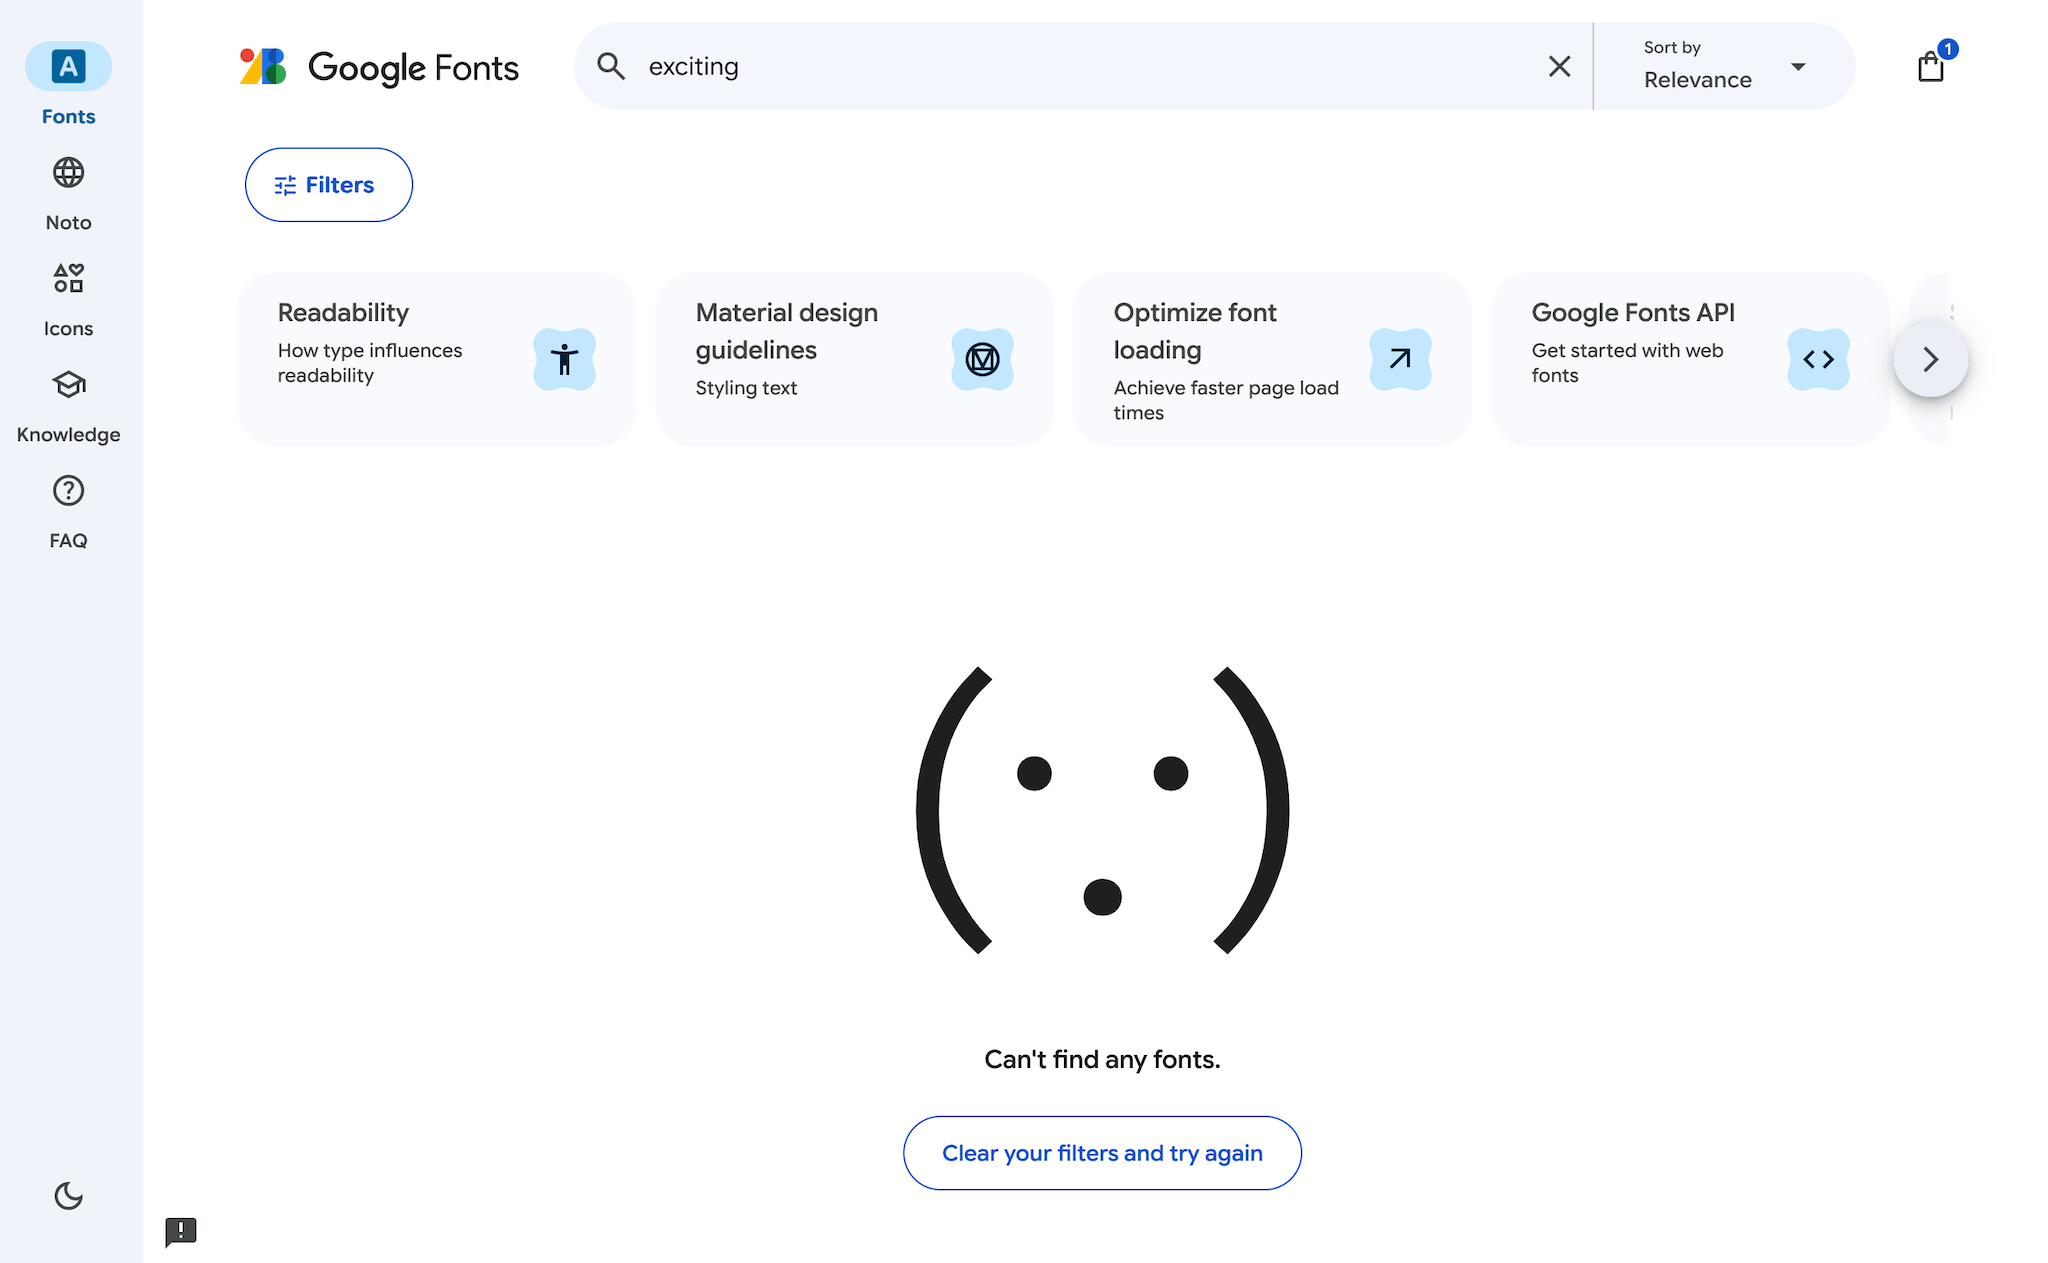 Fonts
Noto
Icons
Knowledge
FAQ
Google Fonts
exciting
Sort by
Relevance
1
Filters
Readability
How type influences
readability
Material design
guidelines
Styling text
Optimize font
loading
Achieve faster page load
times
Google Fonts API
Get started with web
fonts
Can't find any fonts.
Clear your filters and try again